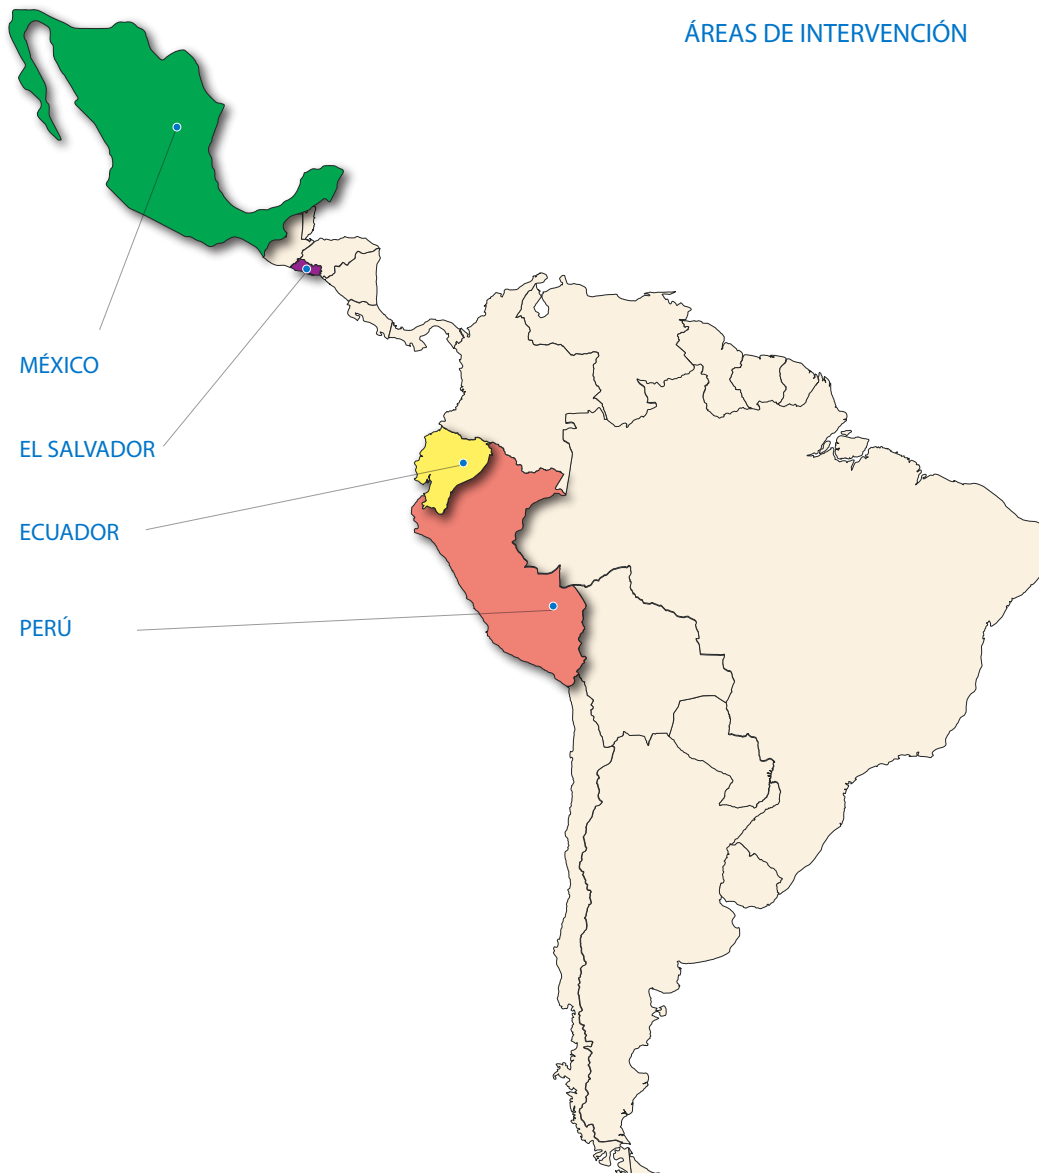 ÁREAS DE INTERVENCIÓN
MÉXICO
EL SALVADOR
ECUADOR
PERÚ